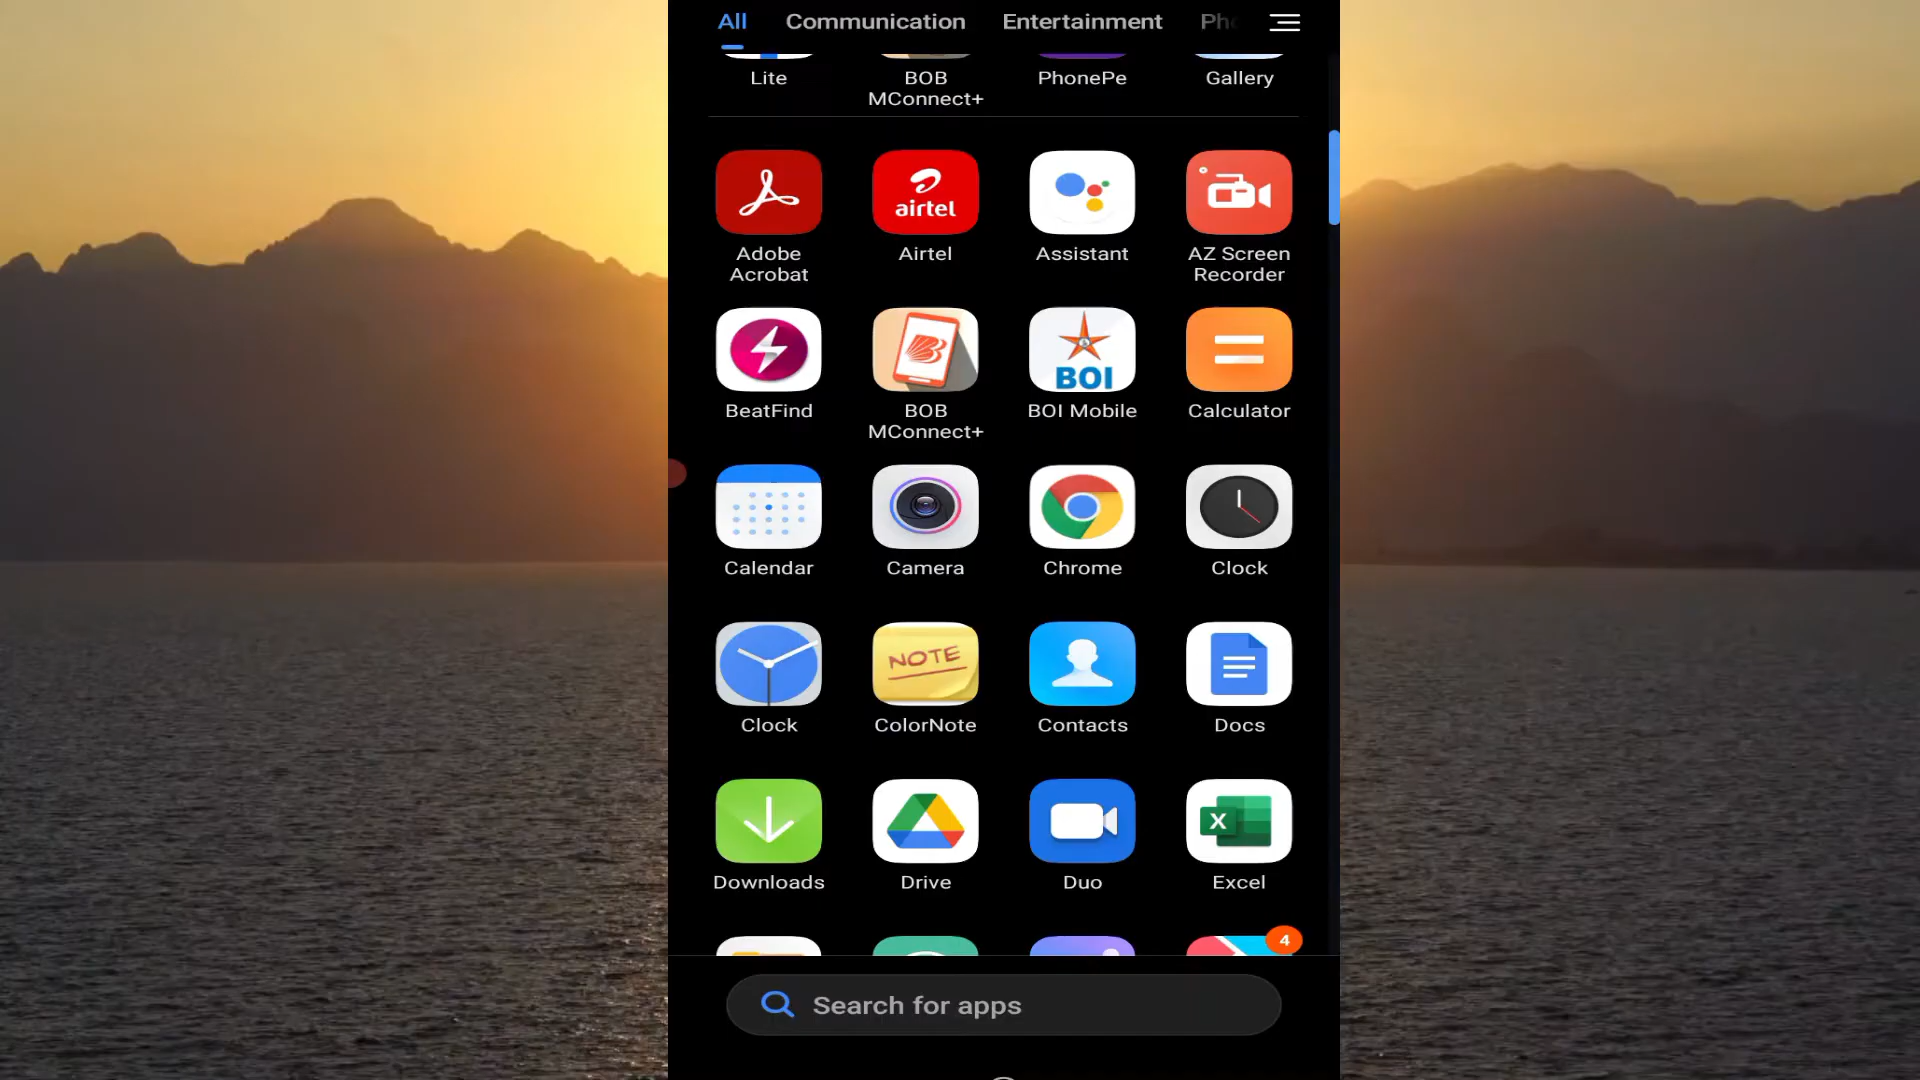 All Communication Entertainment
Lite BOB PhonePe Gallery
MConnect+
airtel
Adobe Airtel Assistant AZ Screen
Acrobat Recorder
BOI
BeatFind BOB BOI Mobile Calculator
MConnect+
Calendar Camera Chrome Clock
NOTE
Clock ColorNote Contacts Docs
X
Downloads Drive Duo Excel
4
Search for apps